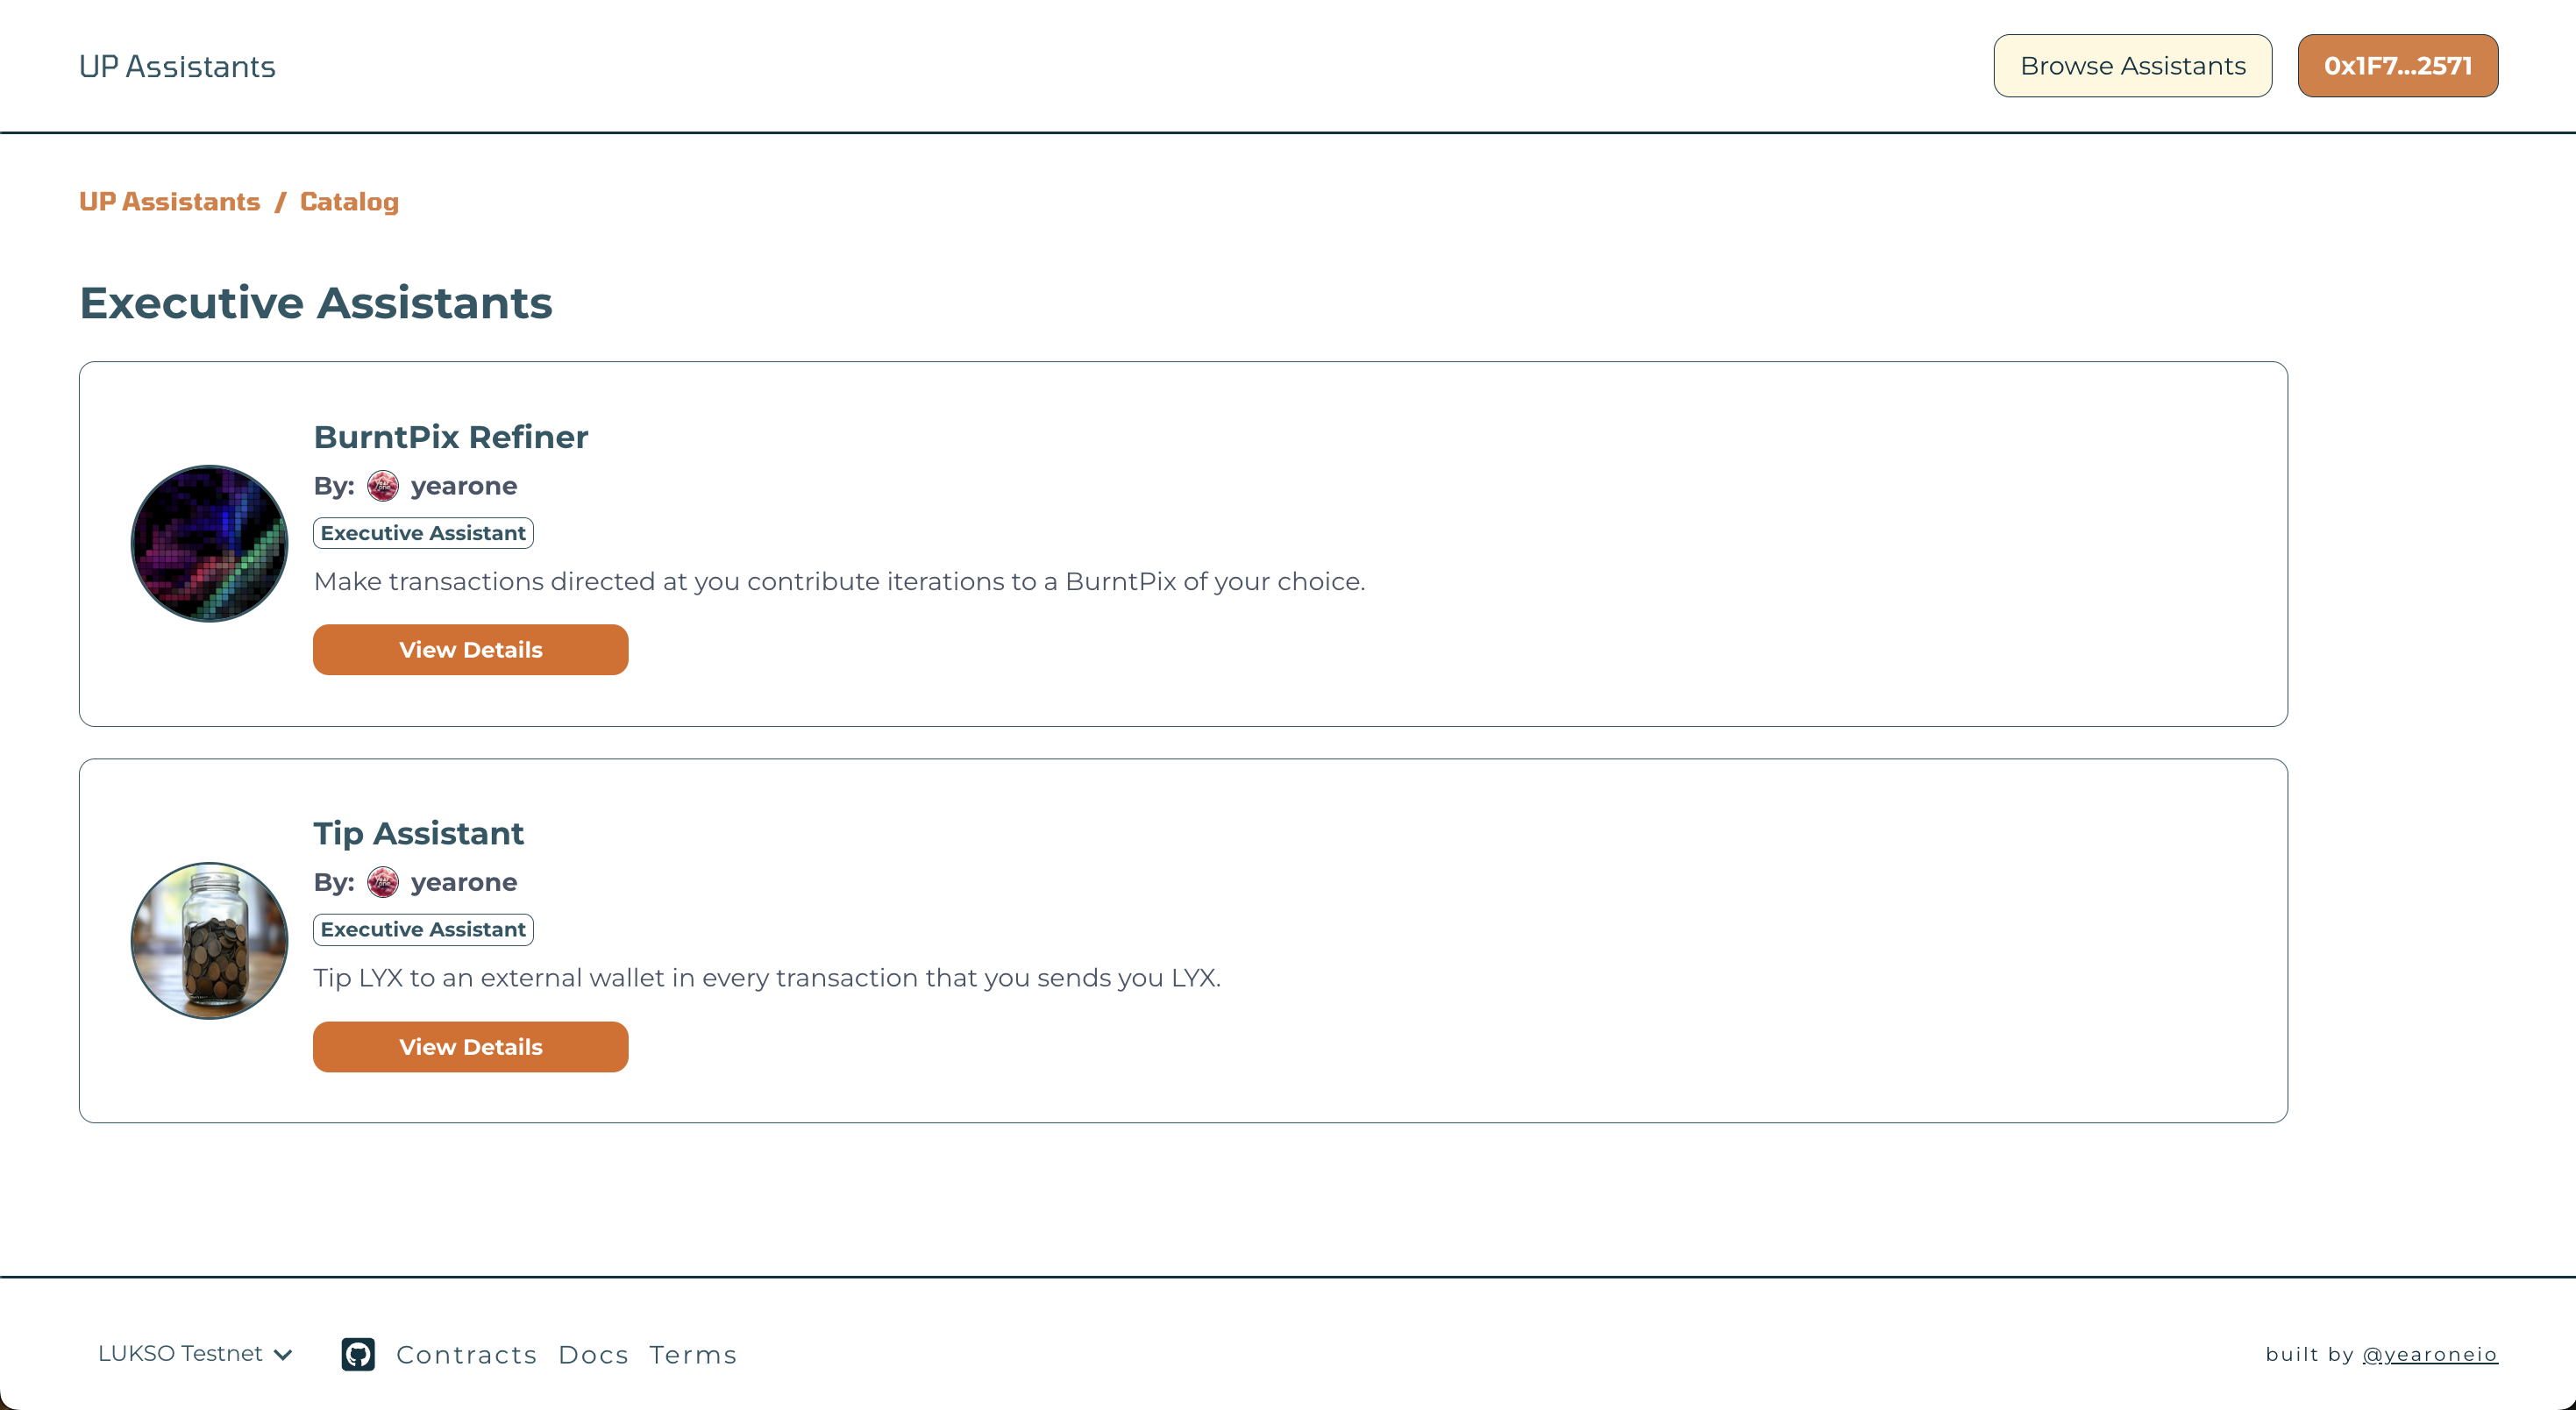 UP Assistants
Browse Assistants
0x1F7...2571
UP Assistants / Catalog
Executive Assistants
BurntPix Refiner
By: yearone
Executive Assistant
Make transactions directed at you contribute iterations to a BurntPix of your choice.
View Details
Tip Assistant
By: yearone
Executive Assistant
Tip LYX to an external wallet in every transaction that you sends you LYX.
View Details
LUKSO Testnet
Contracts Docs Terms
built by @yearoneio